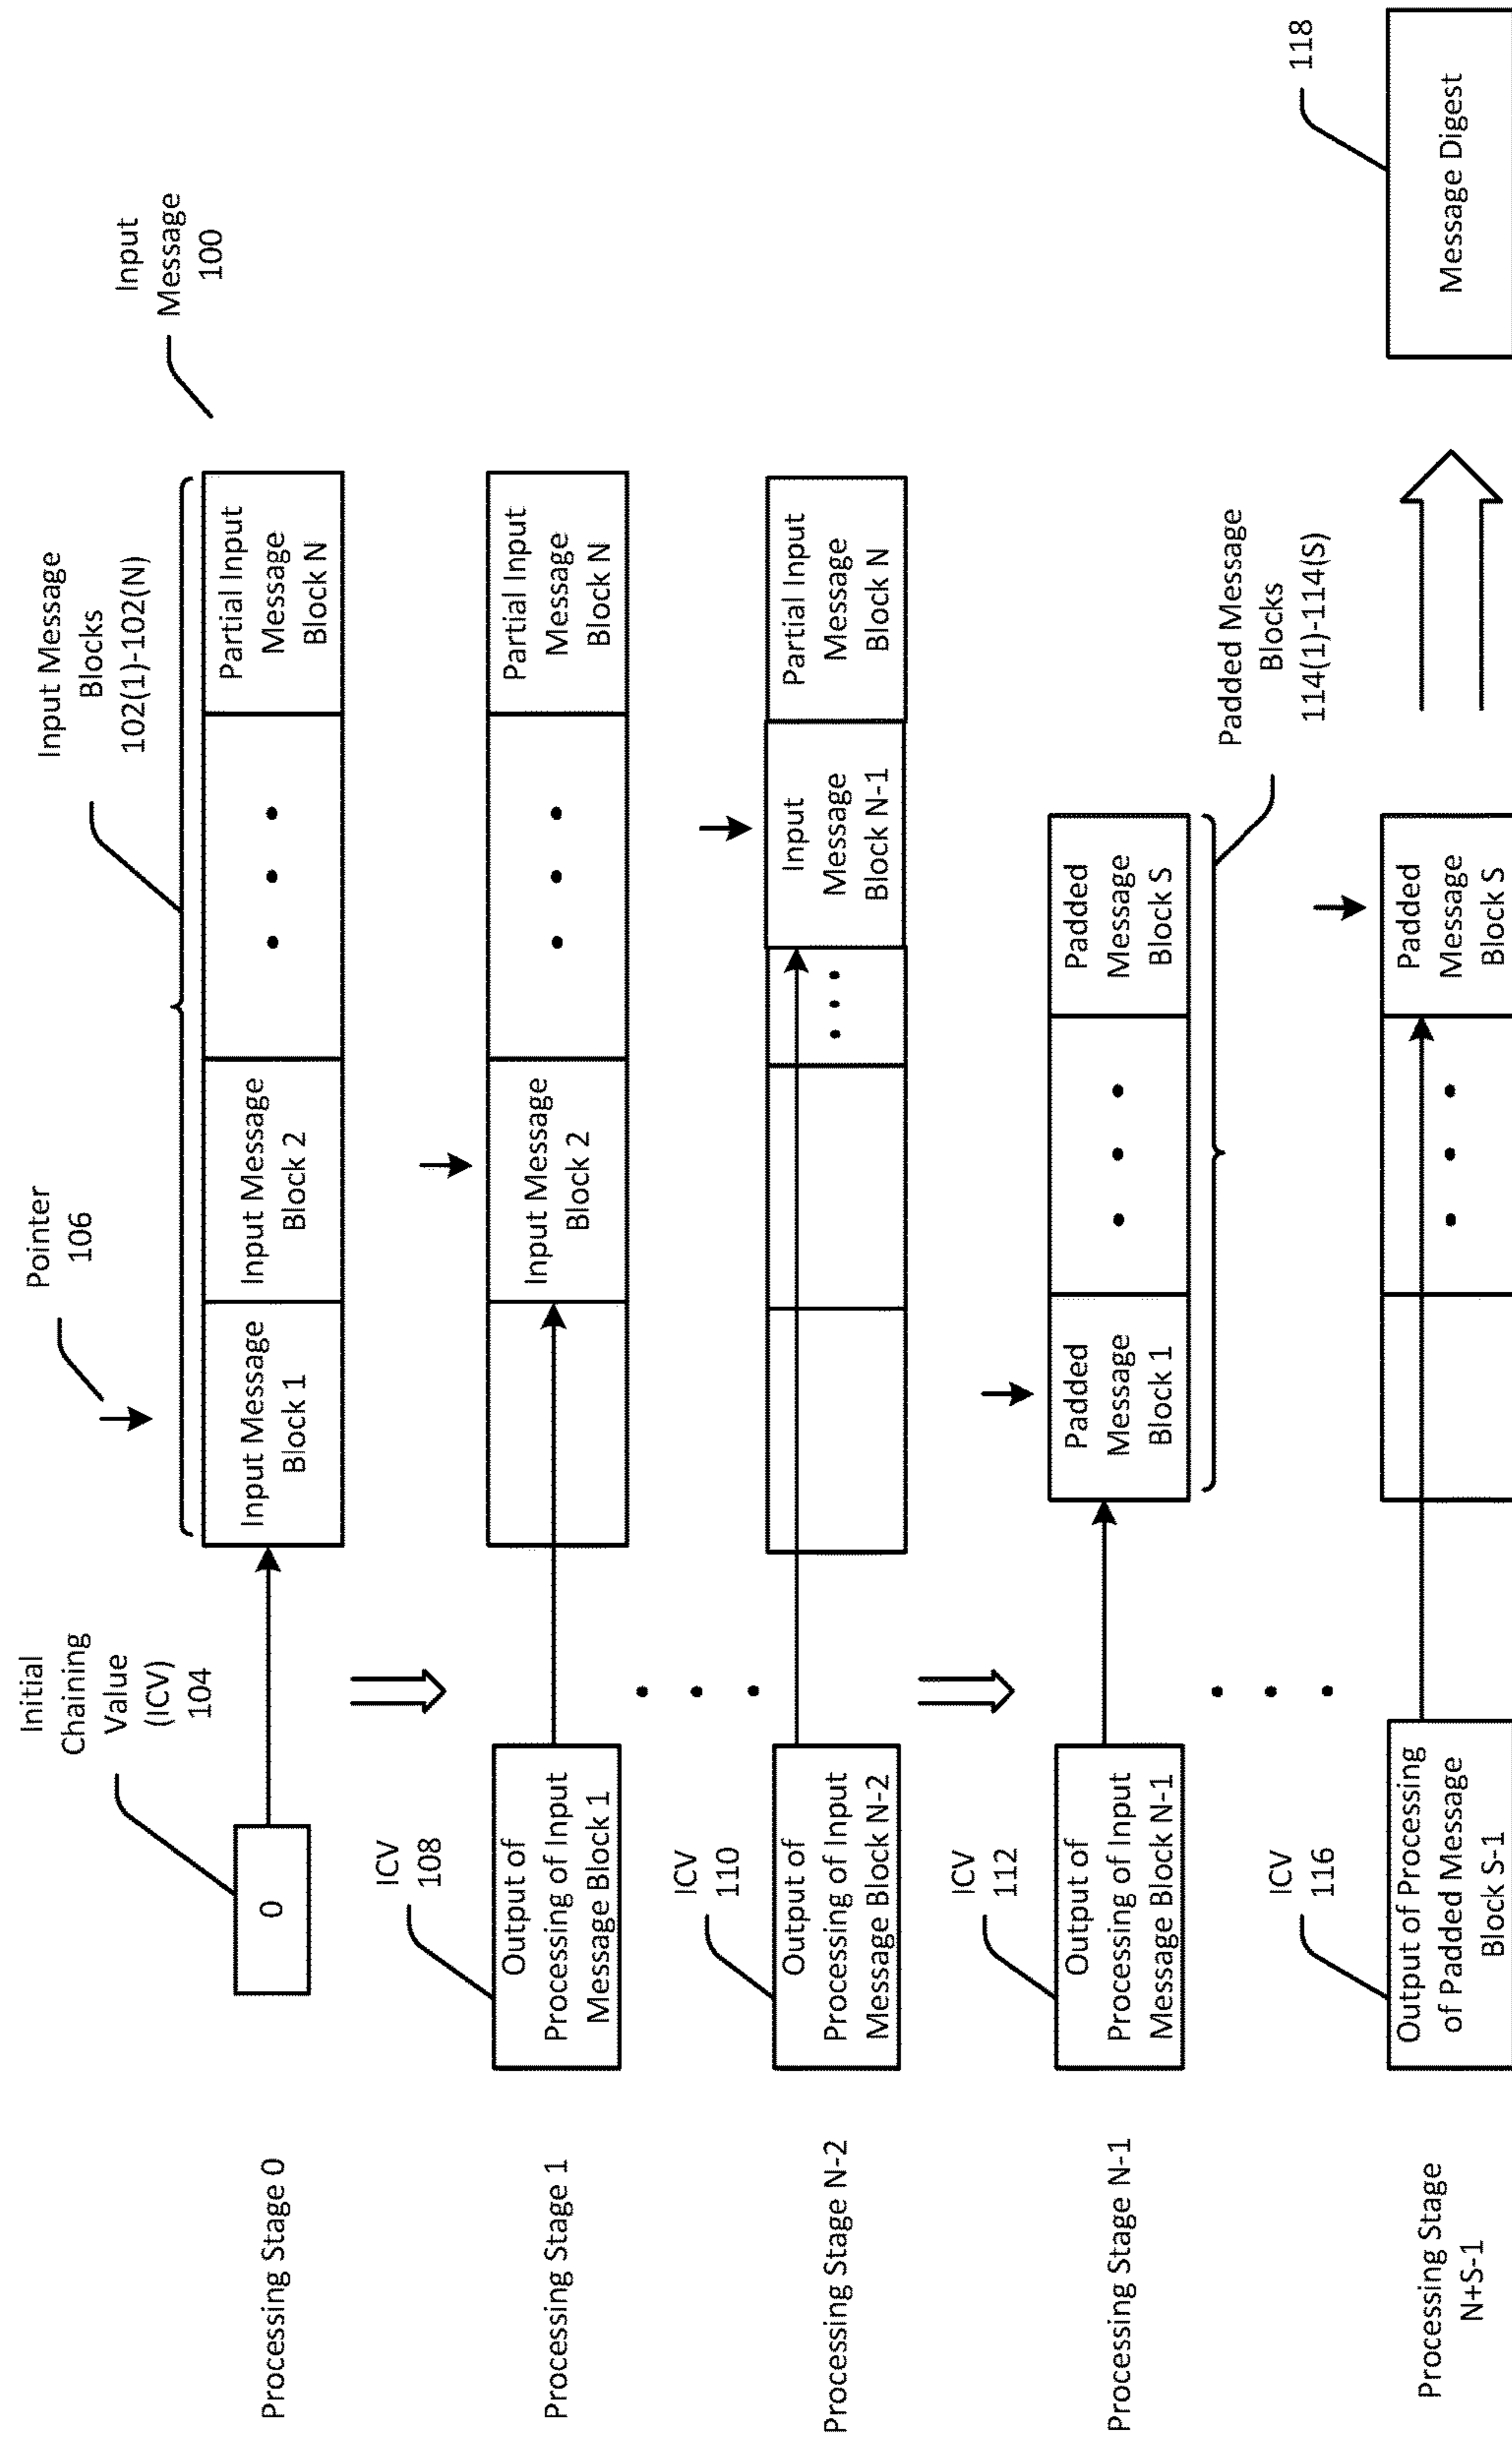 Pointer
106
Input Message
Blocks
102(1)-102(N)
Input
Message
100
Initial
Chaining
Value
(ICV)
104
Processing Stage 0
0
Input Message
Block 1
Input Message
Block 2
• • •
Partial Input
Message
Block N
ICV
108
Processing Stage 1
Output of
Processing of Input
Message Block 1
Input Message
Block 2
• • •
Partial Input
Message
Block N
ICV
110
Processing Stage N-2
Output of
Processing of Input
Message Block N-2
• • •
Input
Message
Block N-1
Partial Input
Message
Block N
ICV
112
Processing Stage N-1
Output of
Processing of Input
Message Block N-1
Padded
Message
Block 1
• • •
Padded
Message
Block S
Padded Message
Blocks
114(1)-114(S)
ICV
116
Processing Stage
N+S-1
Output of Processing
of Padded Message
Block S-1
• • •
Padded
Message
Block S
118
Message Digest